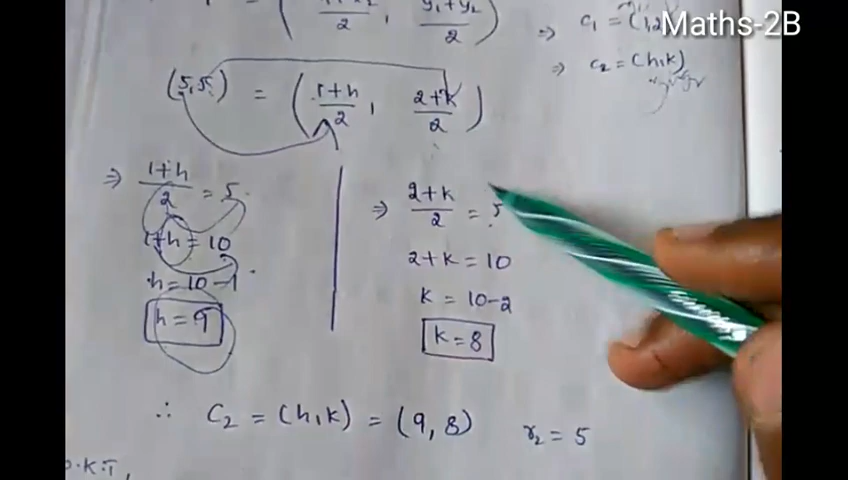 Maths-2B
= ( x₁+x₂/2 , y₁+y₂/2 )
⇒ C₁ = (1,2)
⇒ C₂ = (h,k)
(5,5) = ( 1+h/2 , 2+k/2 )
⇒ 1+h/2 = 5
1+h = 10
h = 10-1
h = 9
⇒ 2+k/2 = 5
2+k = 10
k = 10-2
k = 8
∴ C₂ = (h,k) = (9,8) r₂ = 5
O.K.T,